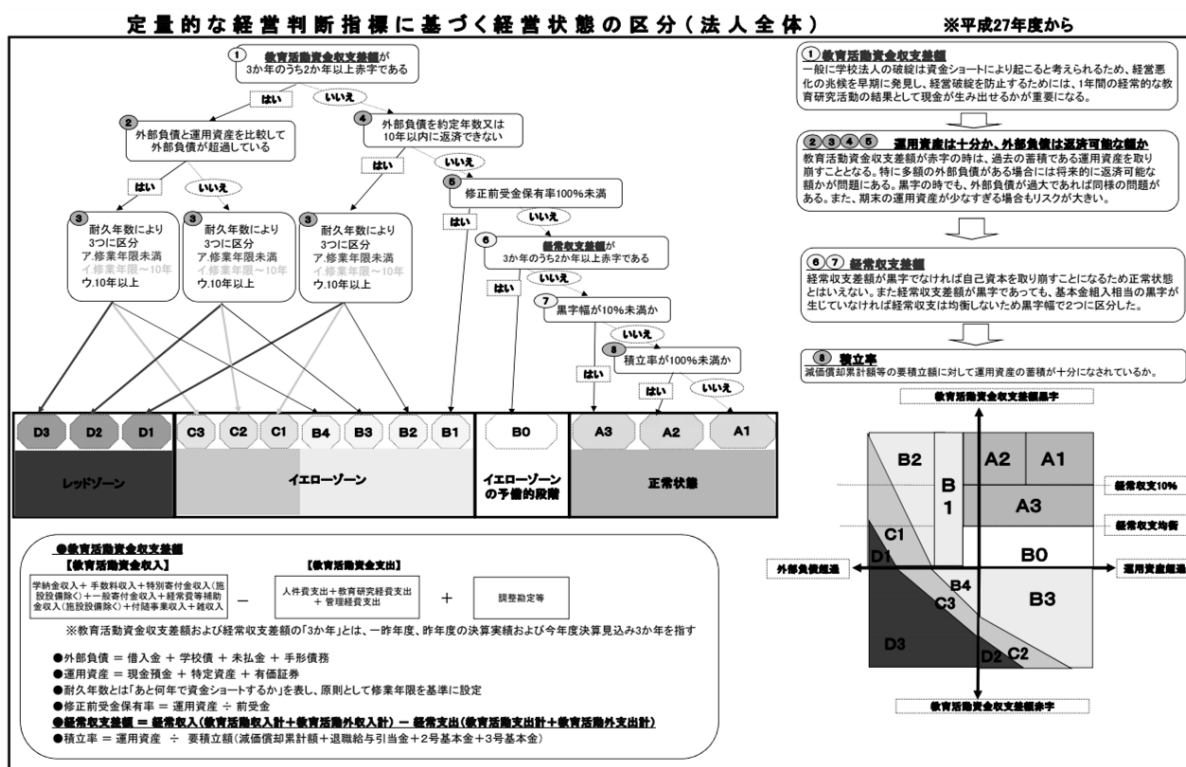 定量的な経営判断指標に基づく経営状態の区分（法人全体）
※平成27年度から
① 教育活動資金収支差額が
3か年のうち2か年以上赤字である
はい
いいえ
②
外部負債と運用資産を比較して
外部負債が超過している
④
外部負債を約定年数又は
10年以内に返済できない
はい
いいえ
はい
いいえ
⑤
修正前受金保有率100%未満
はい
いいえ
③
耐久年数により
3つに区分
ア.修業年限未満
イ.修業年限～10年
ウ.10年以上
③
耐久年数により
3つに区分
ア.修業年限未満
イ.修業年限～10年
ウ.10年以上
③
耐久年数により
3つに区分
ア.修業年限未満
イ.修業年限～10年
ウ.10年以上
⑥
経常収支差額が
3か年のうち2か年以上赤字である
はい
いいえ
⑦
黒字幅が10%未満か
はい
いいえ
⑧
積立率が100%未満か
はい
いいえ
D3 D2 D1 C3 C2 C1 B4 B3 B2 B1 B0 A3 A2 A1
レッドゾーン
イエローゾーン
イエローゾーン
の予備的段階
正常状態
●教育活動資金収支差額
【教育活動資金収入】
学納金収入＋手数料収入＋特別寄付金収入（施
設設備除く）＋一般寄付金収入＋経常費等補助
金収入（施設設備除く）＋付随事業収入＋雑収入
－
【教育活動資金支出】
人件費支出＋教育研究経費支出
＋管理経費支出
＋
調整勘定等
※教育活動資金収支差額および経常収支差額の「3か年」とは、一昨年度、昨年度の決算実績および今年度決算見込み3か年を指す
●外部負債 ＝ 借入金 ＋ 学校債 ＋ 未払金 ＋ 手形債務
●運用資産 ＝ 現金預金 ＋ 特定資産 ＋ 有価証券
●耐久年数とは「あと何年で資金ショートするか」を表し、原則として修業年限を基準に設定
●修正前受金保有率 ＝ 運用資産 ÷ 前受金
●経常収支差額 ＝ 経常収入（教育活動収入計＋教育活動外収入計） － 経常支出（教育活動支出計＋教育活動外支出計）
●積立率 ＝ 運用資産 ÷ 要積立額（減価償却累計額＋退職給与引当金＋2号基本金＋3号基本金）
① 教育活動資金収支差額
一般に学校法人の破綻は資金ショートにより起こると考えられるため、経営悪
化の兆候を早期に発見し、経営破綻を防止するためには、1年間の経常的な教
育研究活動の結果として現金が生み出せるかが重要になる。
② ③ ④ ⑤ 運用資産は十分か、外部負債は返済可能な額か
教育活動資金収支差額が赤字の時は、過去の蓄積である運用資産を取り
崩すこととなる。特に多額の外部負債がある場合には将来的に返済可能な
額かが問題にある。黒字の時でも、外部負債が過大であれば同様の問題が
ある。また、期末の運用資産が少なすぎる場合もリスクが大きい。
⑥ ⑦ 経常収支差額
経常収支差額が黒字でなければ自己資本を取り崩すことになるため正常状態
とはいえない。また経常収支差額が黒字であっても、基本金組入相当の黒字が
生じていなければ経常収支は均衡しないため黒字幅で2つに区分した。
⑧ 積立率
減価償却累計額等の要積立額に対して運用資産の蓄積が十分になされているか。
教育活動資金収支差額黒字
B2
B
1
A2
A1
経常収支10%
A3
経常収支均衡
C1
D1
B0
外部負債超過
運用資産超過
B4
C3
B3
D3
D2
C2
教育活動資金収支差額赤字